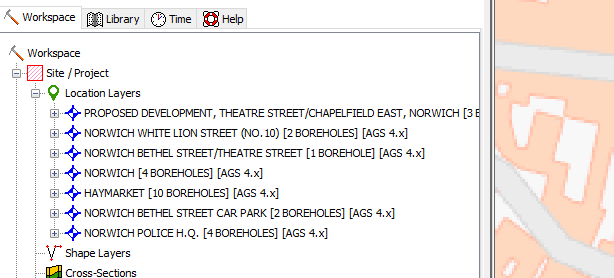 Workspace Library Time Help
Workspace
Site / Project
Location Layers
PROPOSED DEVELOPMENT, THEATRE STREET/CHAPELFIELD EAST, NORWICH [3 B
NORWICH WHITE LION STREET (NO.10) [2 BOREHOLES] [AGS 4.x]
NORWICH BETHEL STREET/THEATRE STREET [1 BOREHOLE] [AGS 4.x]
NORWICH [4 BOREHOLES] [AGS 4.x]
HAYMARKET [10 BOREHOLES] [AGS 4.x]
NORWICH BETHEL STREET CAR PARK [2 BOREHOLES] [AGS 4.x]
NORWICH POLICE H.Q. [4 BOREHOLES] [AGS 4.x]
Shape Layers
Cross-Sections